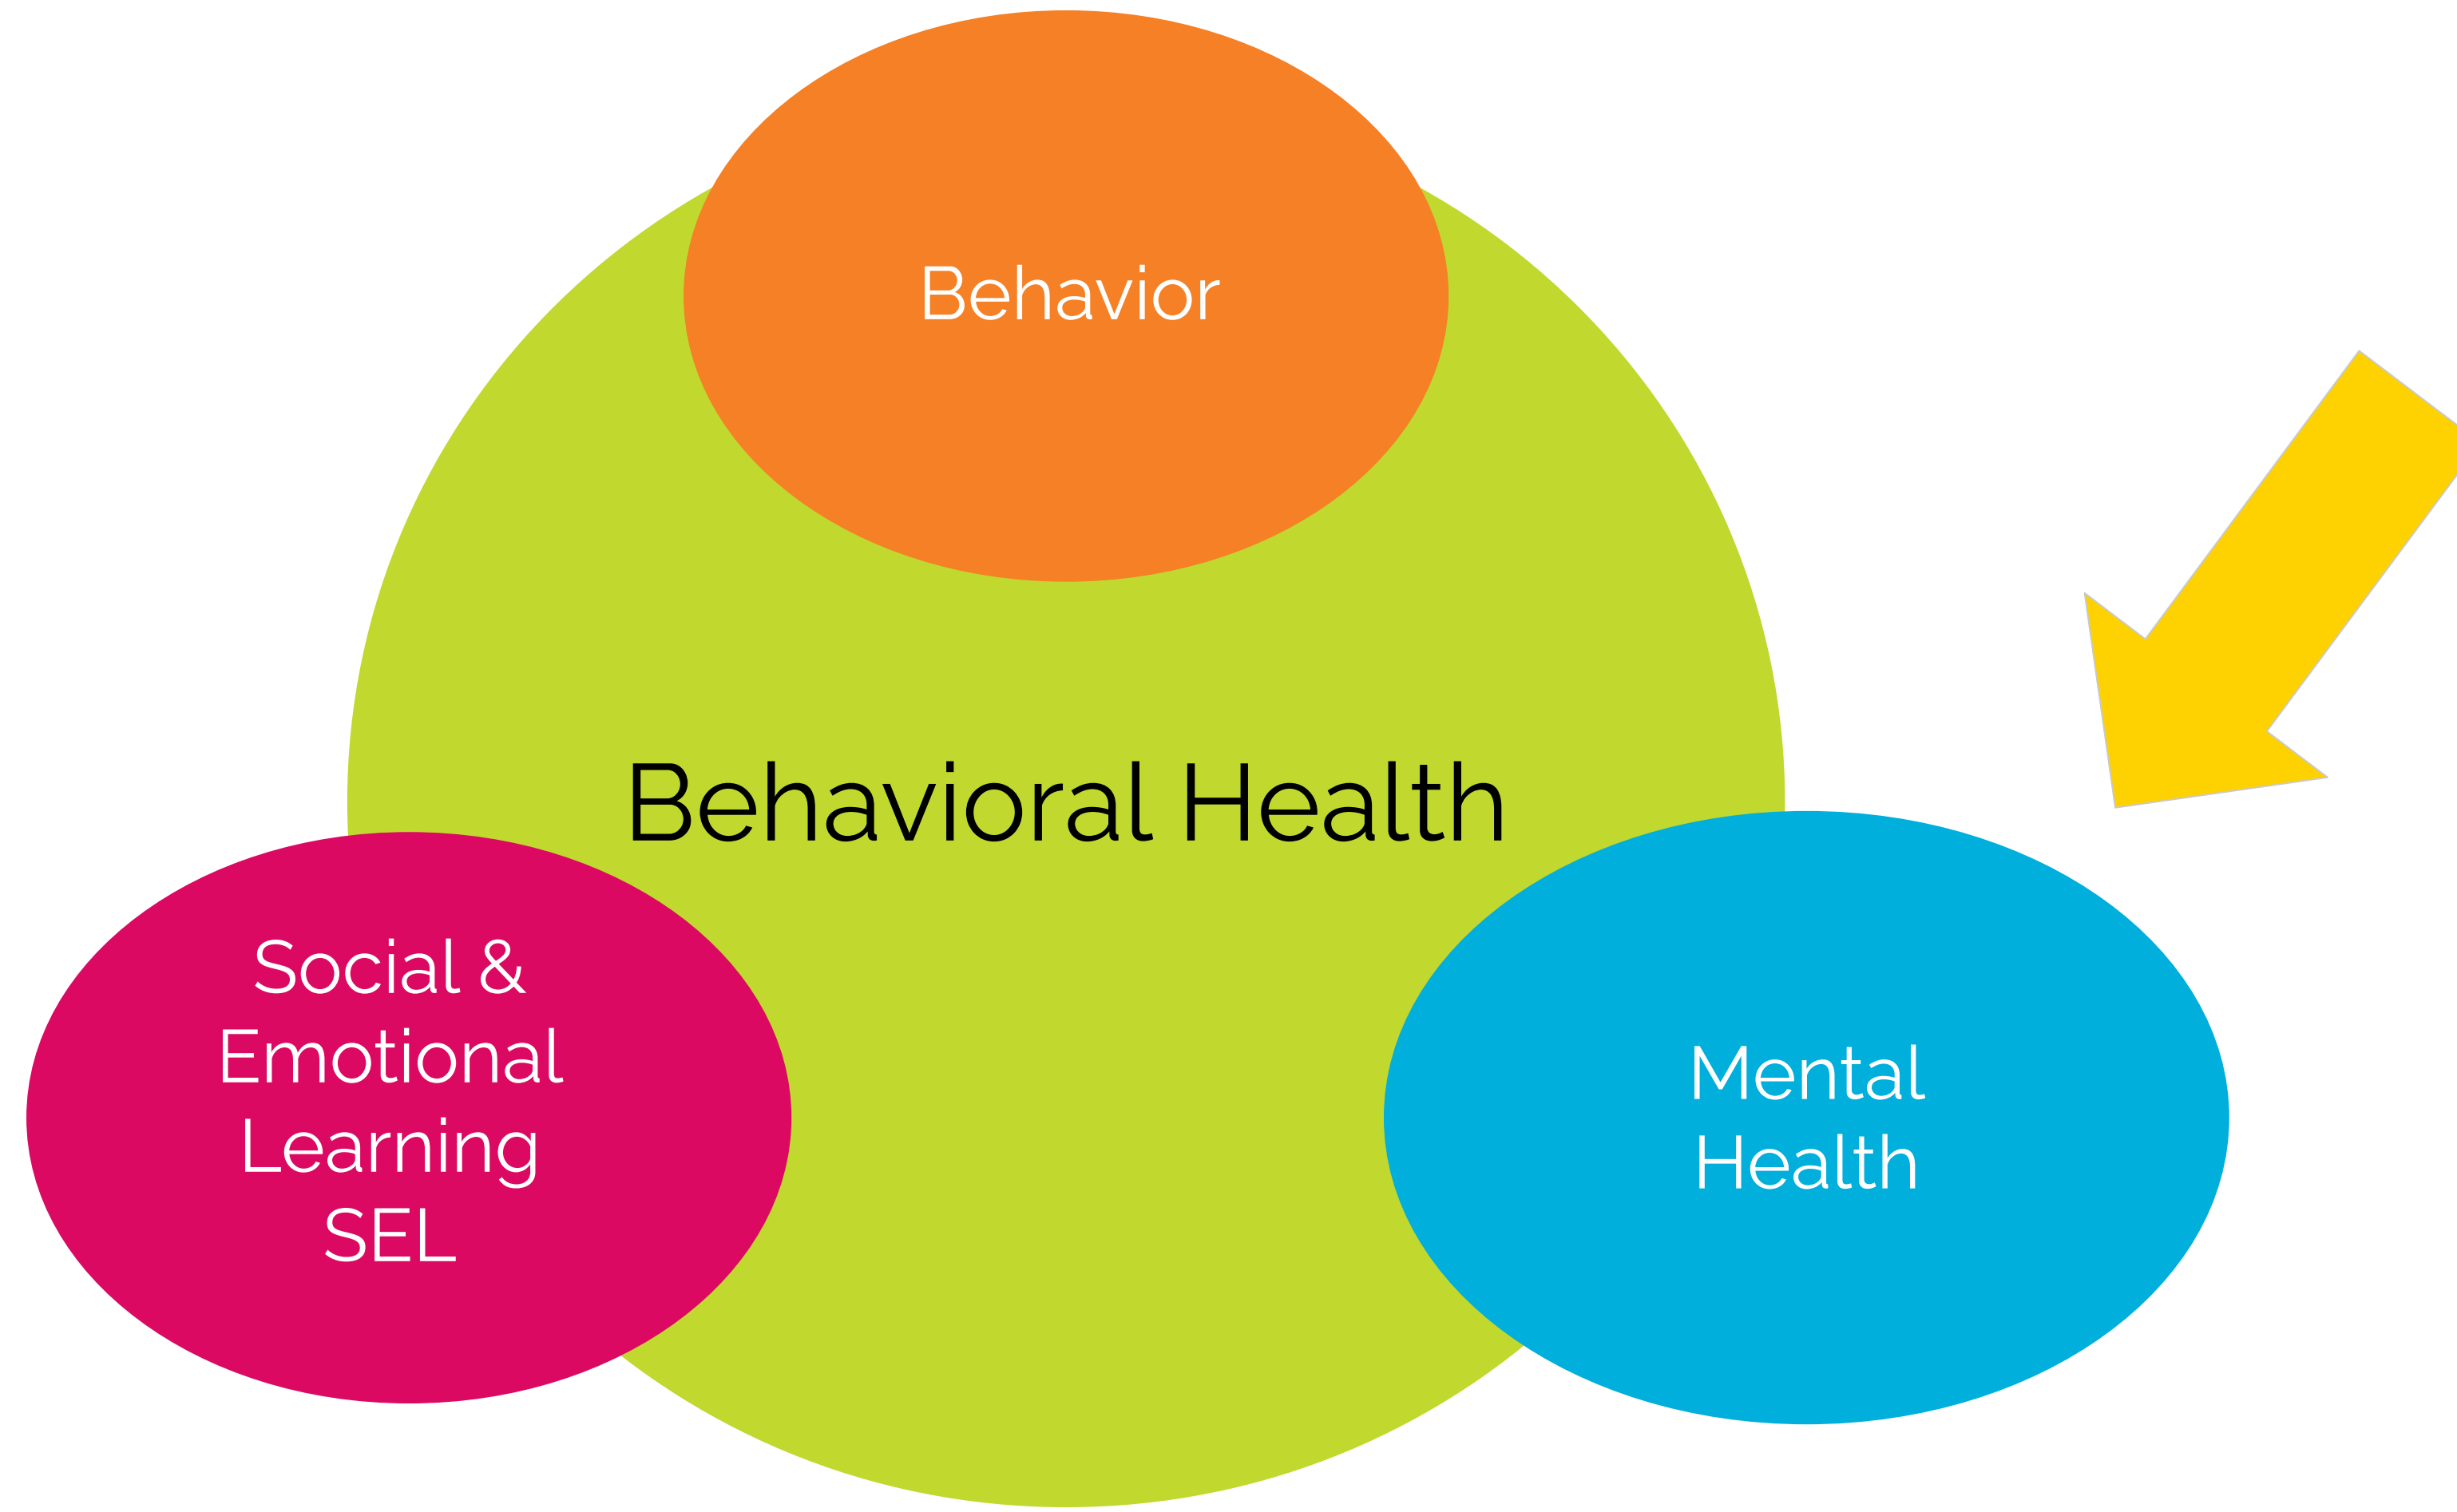 Behavior
Behavioral Health
Social &
Emotional
Learning
SEL
Mental
Health